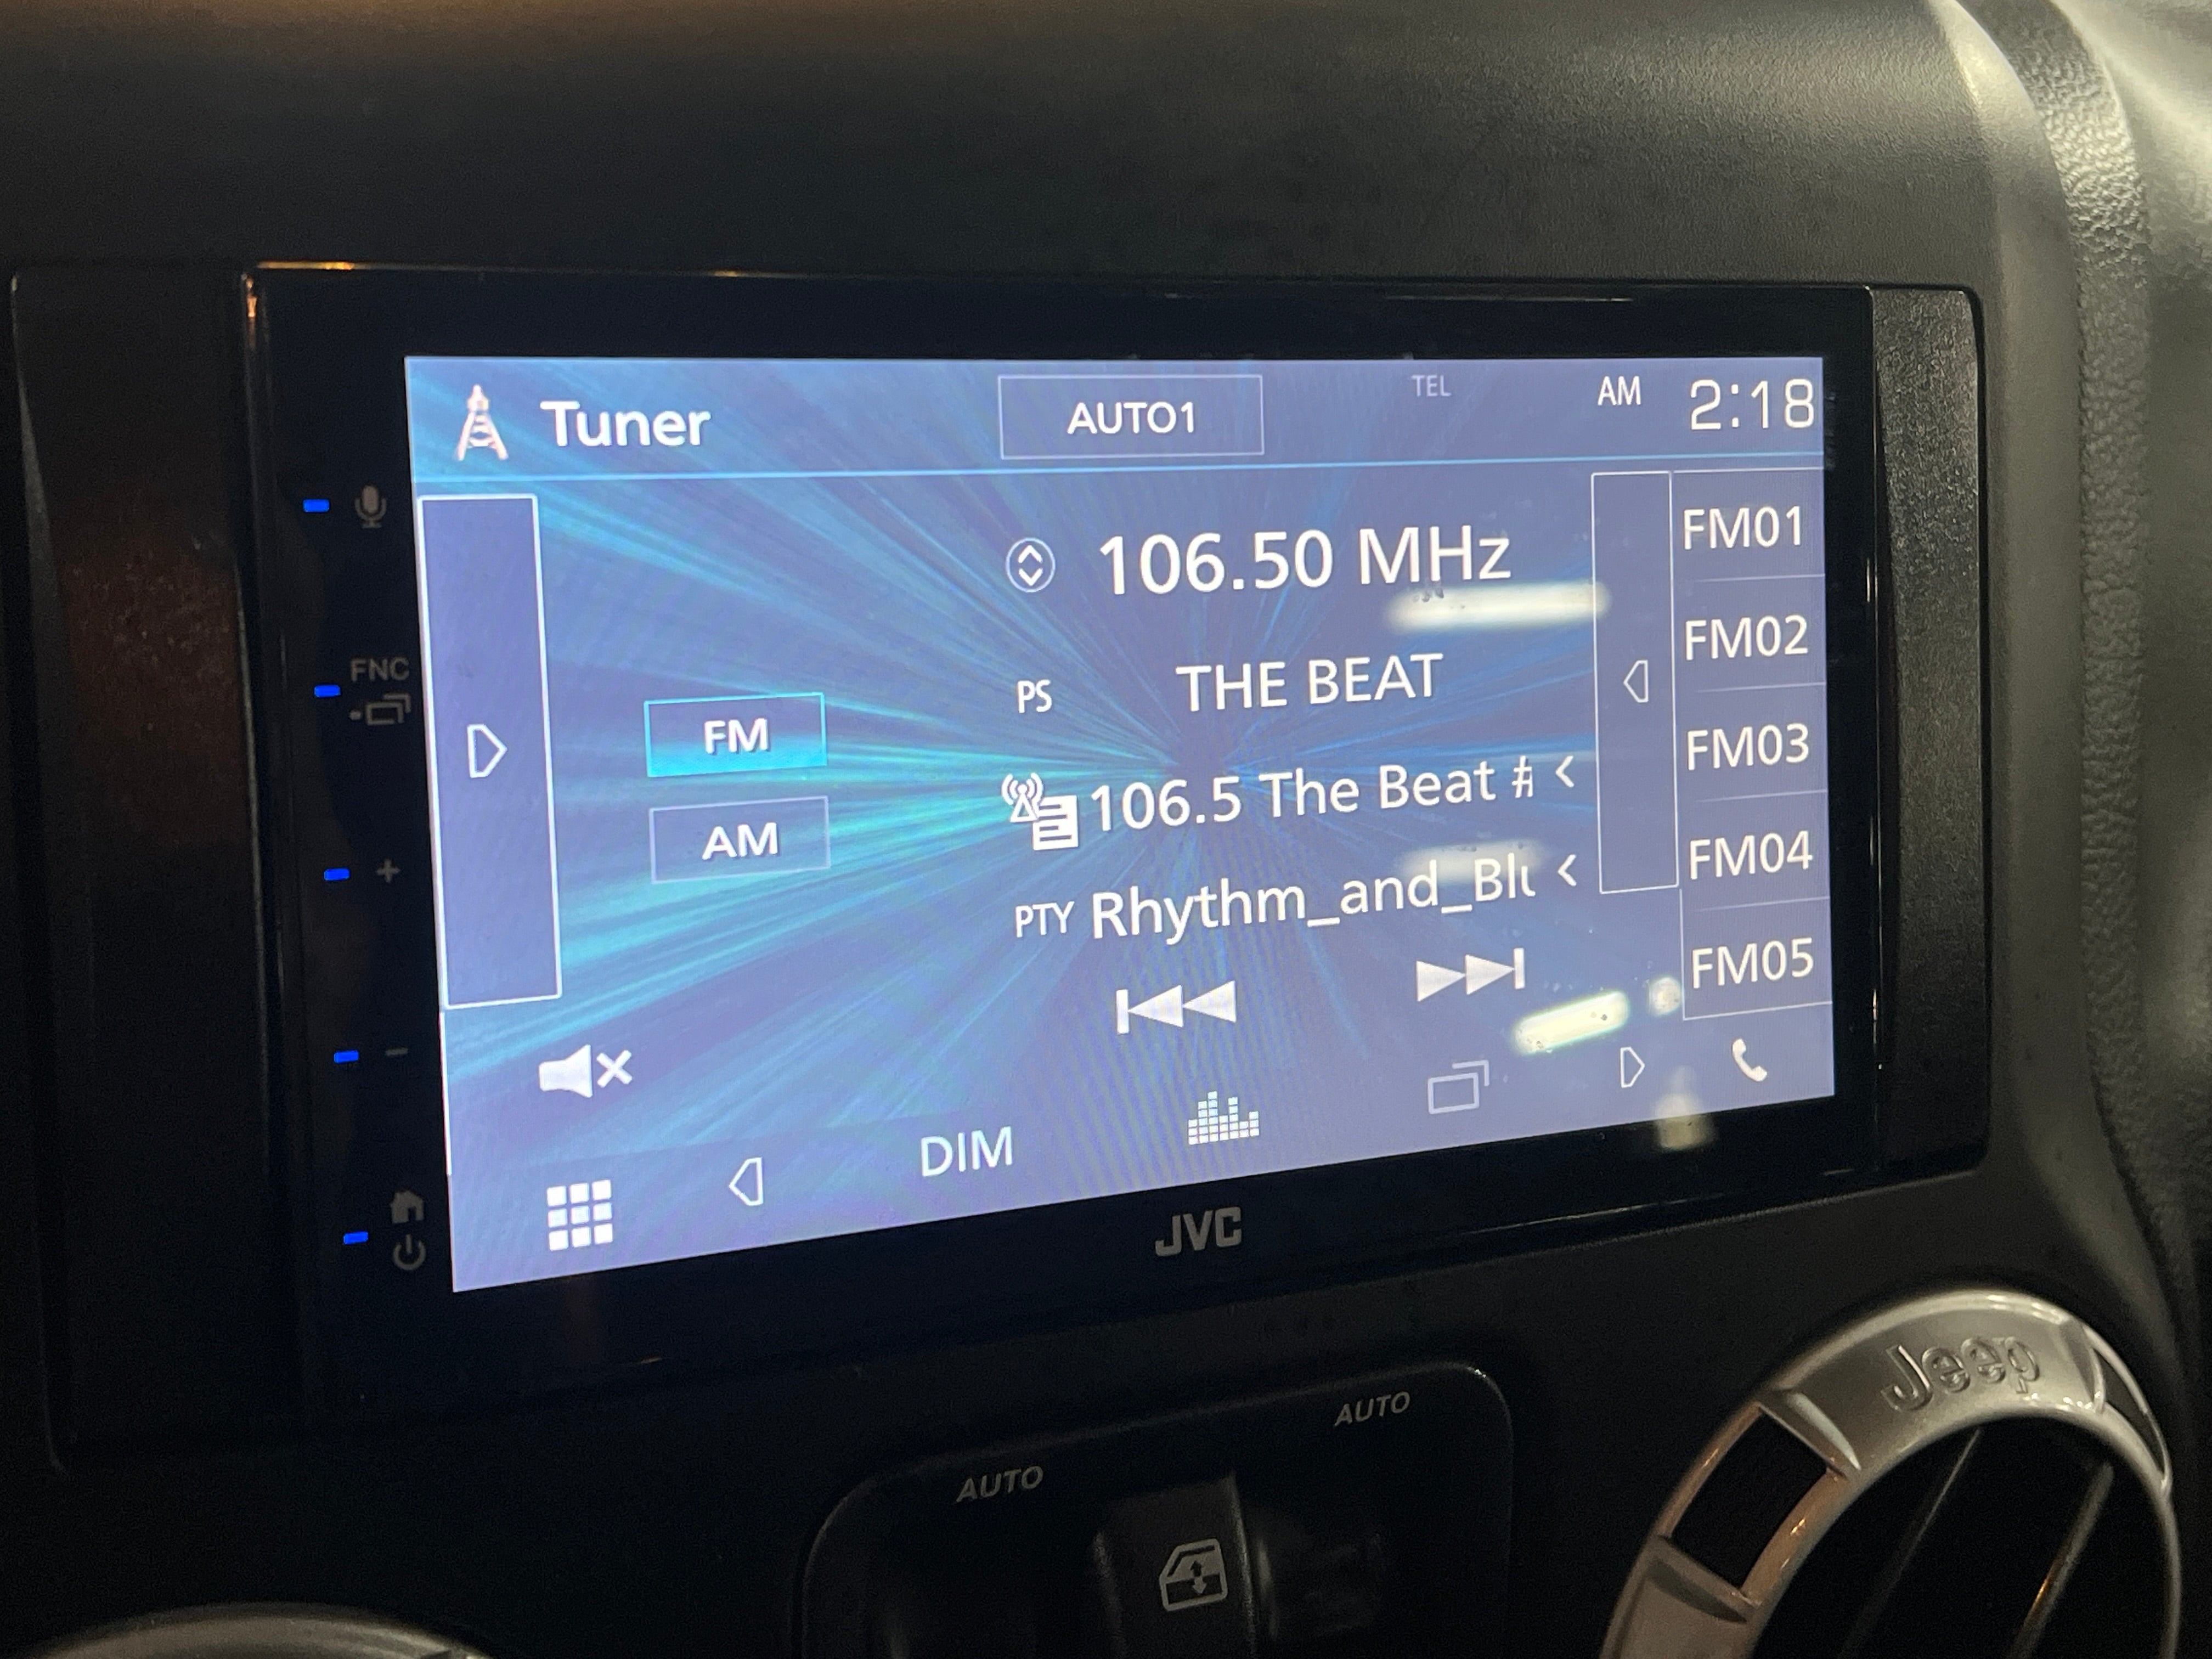 Tuner
AUTO1
TEL
AM 2:18
106.50 MHz
PS THE BEAT
106.5 The Beat #
PTY Rhythm_and_Blu
FM
AM
FM01
FM02
FM03
FM04
FM05
DIM
FNC
+
-
JVC
AUTO
AUTO
Jeep